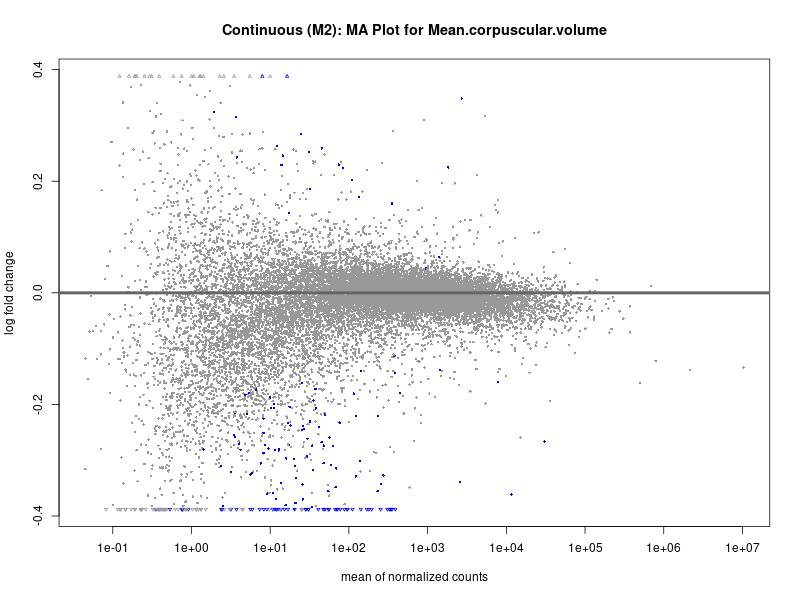 Continuous (M2): MA Plot for Mean.corpuscular.volume
0.4
0.2
0.0
-0.2
-0.4
log fold change
1e-01 1e+00 1e+01 1e+02 1e+03 1e+04 1e+05 1e+06 1e+07
mean of normalized counts